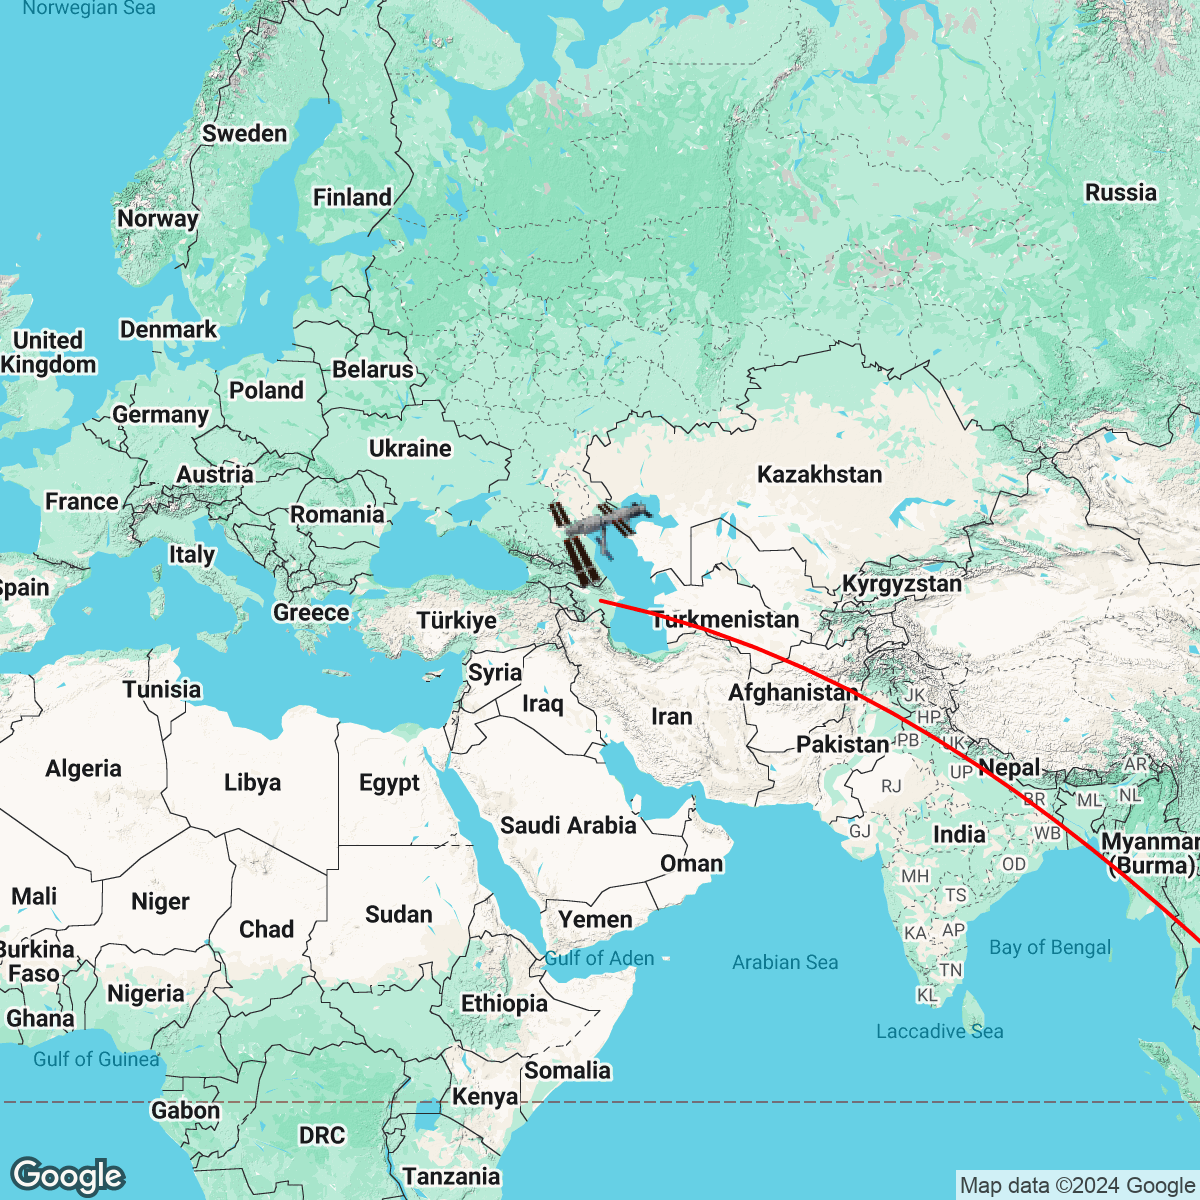 Norwegian Sea
Sweden
Russia
Finland
Norway
Denmark
United
Kingdom
Belarus
Poland
Germany
Ukraine
Austria
Kazakhstan
France
Romania
Italy
Kyrgyzstan
Spain
Greece
Türkiye
Turkmenistan
Syria
Tunisia
Afghanistan
JK
Iraq
Iran
HP
Pakistan
PB
UK
Algeria
Libya
Egypt
Nepal
AR
UP
RJ
BR
ML
NL
Saudi Arabia
GJ
India
WB
Myanmar
(Burma)
Oman
OD
MH
Mali
Niger
TS
Sudan
Yemen
Chad
KA
AP
Burkina
Faso
Bay of Bengal
Gulf of Aden
Arabian Sea
TN
Nigeria
KL
Ethiopia
Ghana
Laccadive Sea
Gulf of Guinea
Somalia
Kenya
Gabon
DRC
Tanzania
Google
Map data ©2024 Google